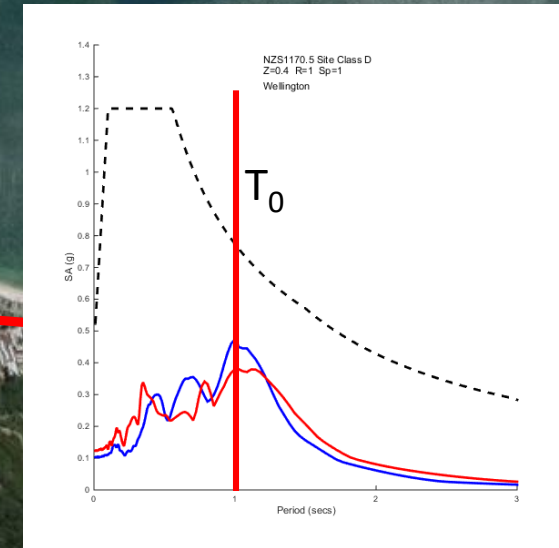 NZS1170.5 Site Class D
Z=0.4 R=1 Sp=1
Wellington
T0
SA (g)
1.4
1.3
1.2
1.1
1
0.9
0.8
0.7
0.6
0.5
0.4
0.3
0.2
0.1
0
0 1 2 3
Period (secs)